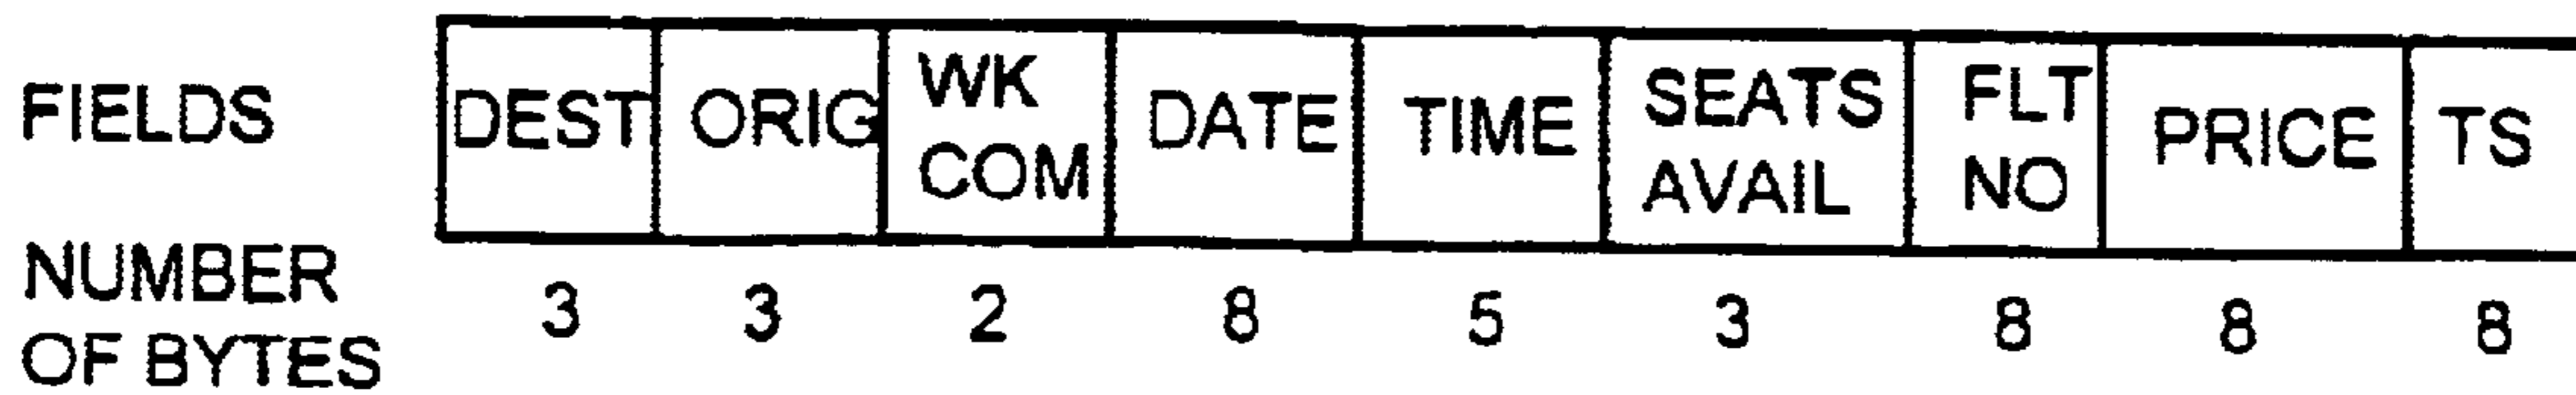 FIELDS DEST ORIG WK COM DATE TIME SEATS AVAIL FLT NO PRICE TS
NUMBER OF BYTES 3 3 2 8 5 3 8 8 8